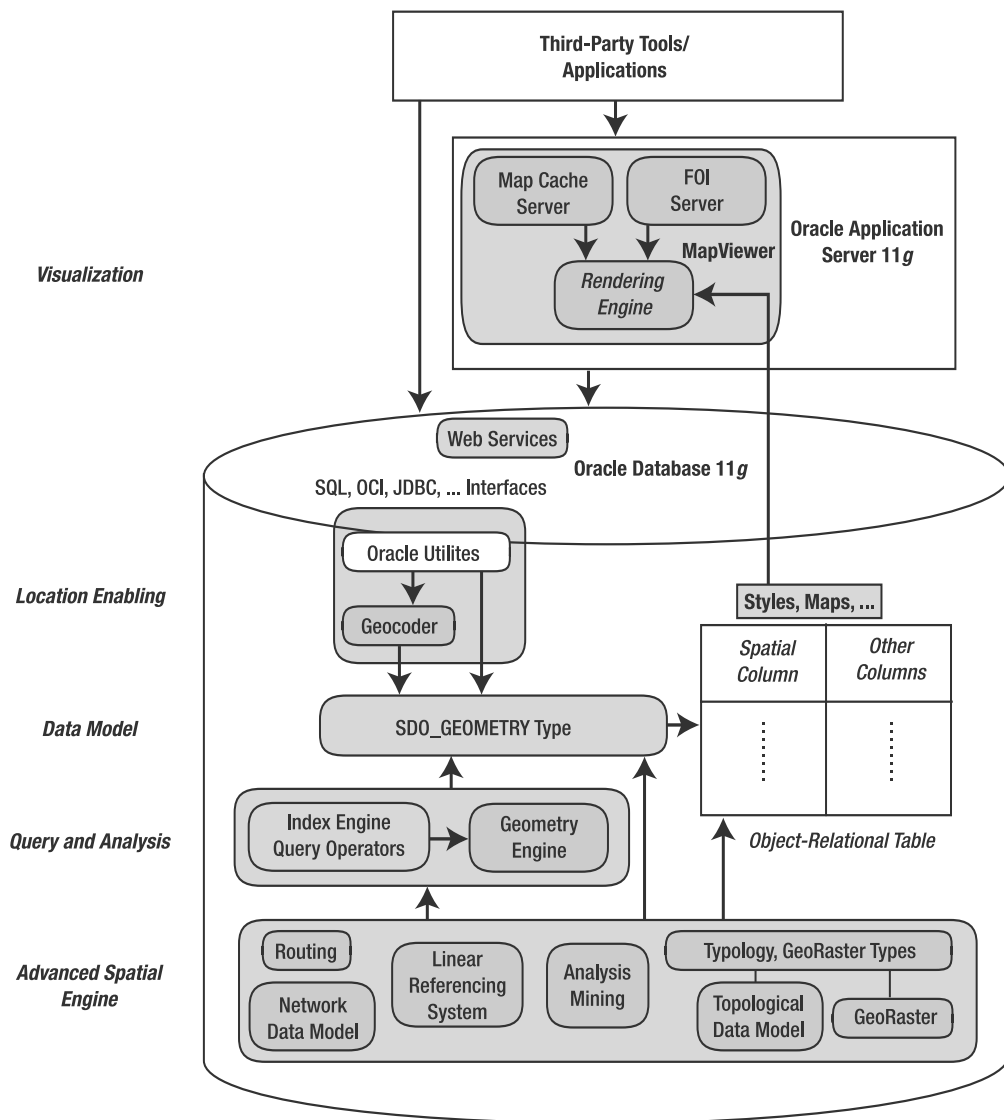 Third-Party Tools/
Applications
Map Cache
Server
FOI
Server
Oracle Application
Server 11g
MapViewer
Visualization
Rendering
Engine
Web Services
Oracle Database 11g
SQL, OCI, JDBC, ... Interfaces
Oracle Utilites
Location Enabling
Styles, Maps, ...
Geocoder
Spatial
Column
Other
Columns
Data Model
SDO_GEOMETRY Type
Query and Analysis
Index Engine
Query Operators
Geometry
Engine
Object-Relational Table
Advanced Spatial
Engine
Routing
Network
Data Model
Linear
Referencing
System
Analysis
Mining
Typology, GeoRaster Types
Topological
Data Model
GeoRaster